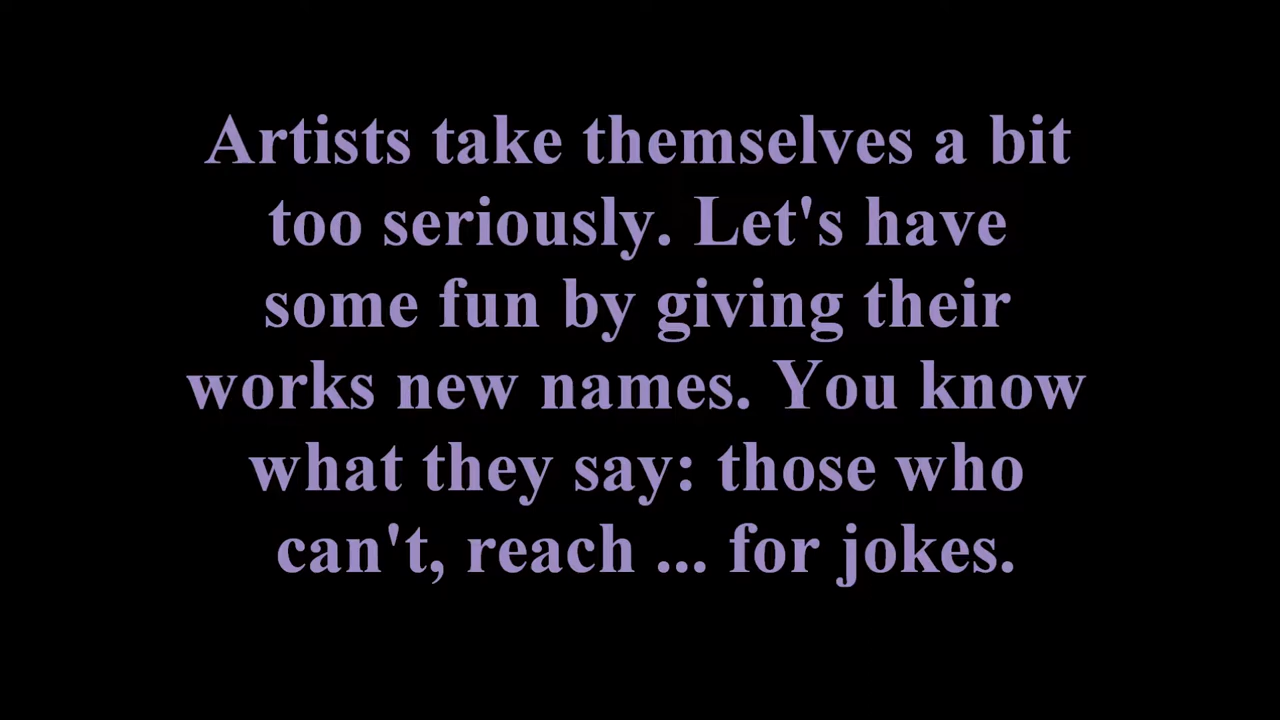 Artists take themselves a bit
too seriously. Let's have
some fun by giving their
works new names. You know
what they say: those who
can't, reach ... for jokes.